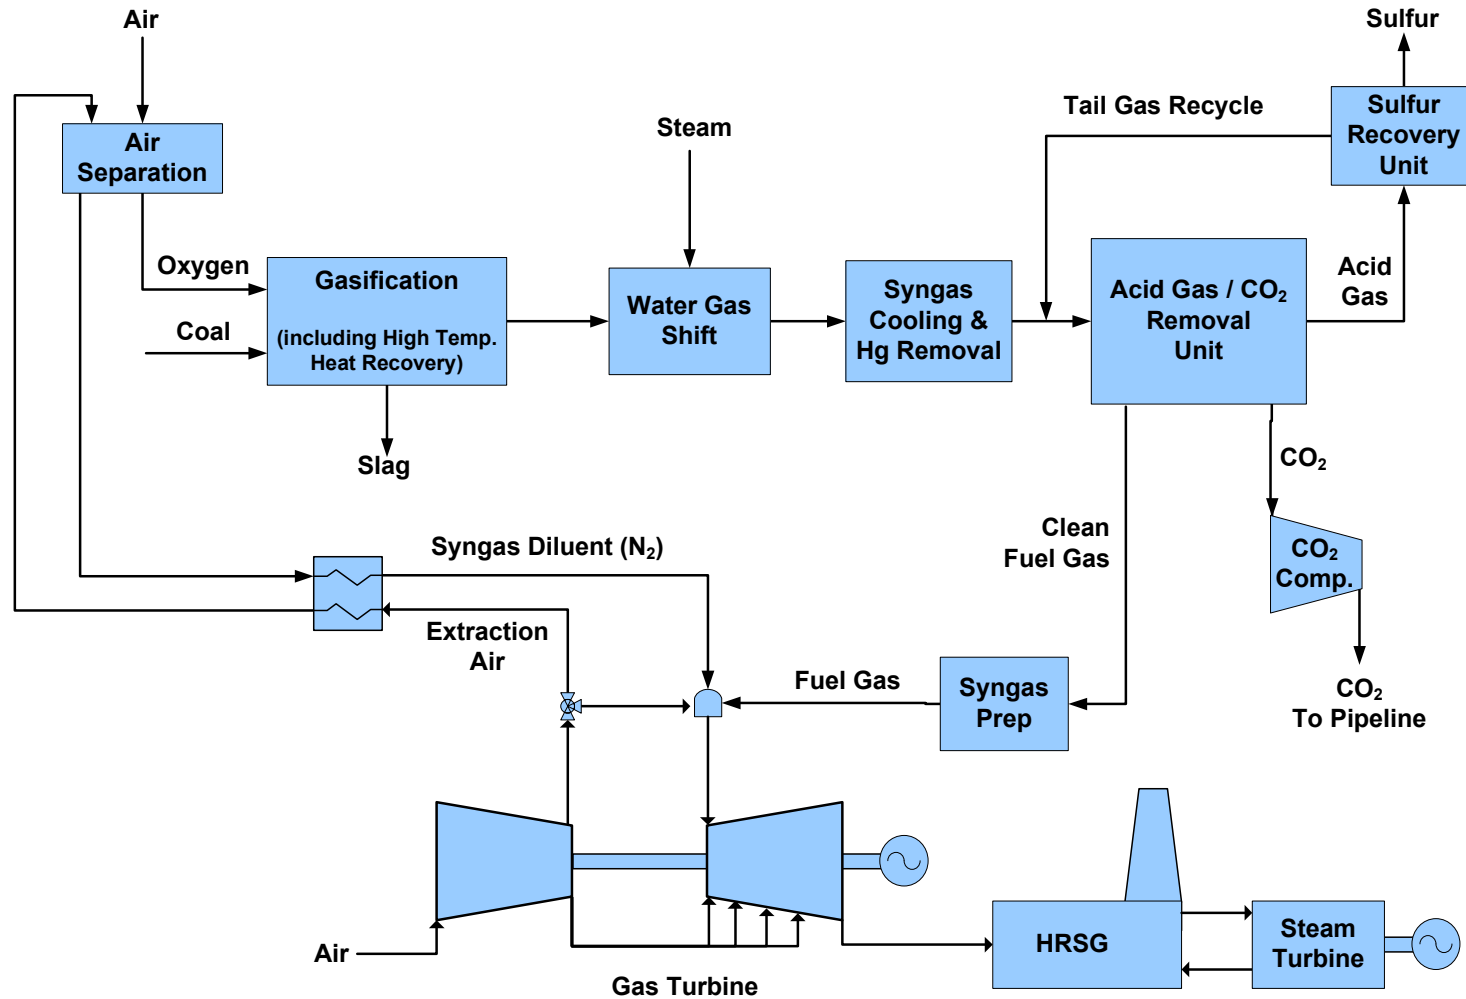 Air
Sulfur
Air
Separation
Steam
Tail Gas Recycle
Sulfur
Recovery
Unit
Oxygen
Coal
Gasification
(including High Temp.
Heat Recovery)
Water Gas
Shift
Syngas
Cooling &
Hg Removal
Acid Gas / CO₂
Removal
Unit
Acid
Gas
Slag
CO₂
Clean
Fuel Gas
Syngas Diluent (N₂)
CO₂
Comp.
Extraction
Air
Fuel Gas
Syngas
Prep
CO₂
To Pipeline
Air
Gas Turbine
HRSG
Steam
Turbine